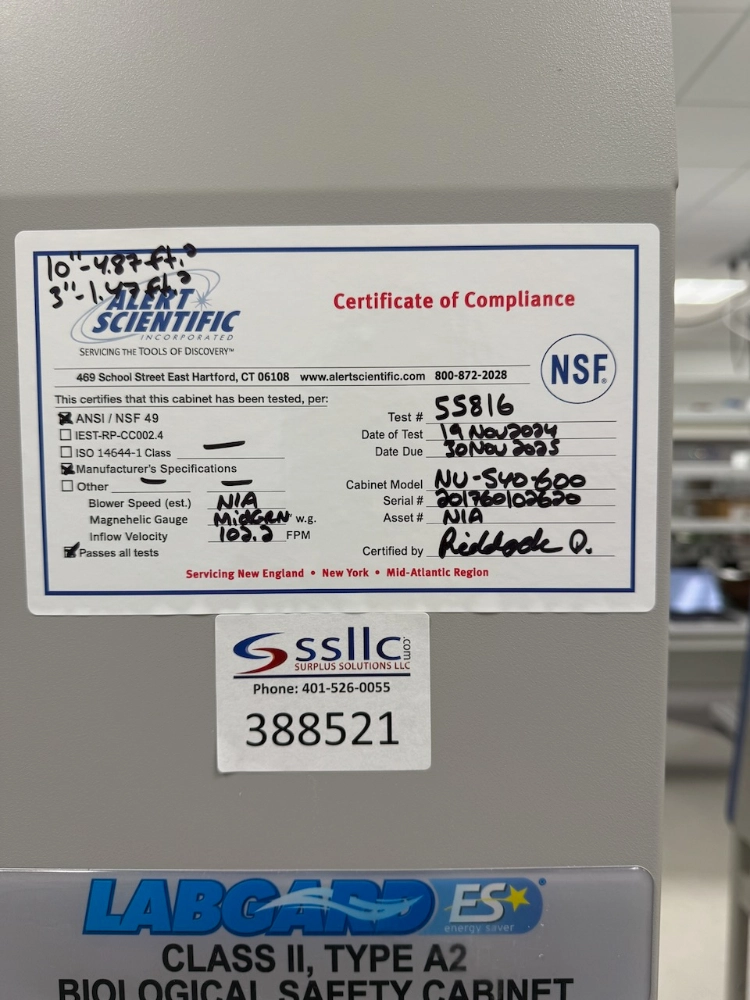 10"-4.87 ft.²
3"-1.47 ft.²
ALERT
SCIENTIFIC
INCORPORATED
SERVICING THE TOOLS OF DISCOVERY™
Certificate of Compliance
469 School Street East Hartford, CT 06108 www.alertscientific.com 800-872-2028
NSF®
This certifies that this cabinet has been tested, per:
ANSI / NSF 49
IEST-RP-CC002.4
ISO 14644-1 Class
Manufacturer's Specifications
Other
Blower Speed (est.) N/A
Magnehelic Gauge MidGRN w.g.
Inflow Velocity 102.2 FPM
Passes all tests
Test # 55816
Date of Test 19 Nov 2024
Date Due 30 Nov 2025
Cabinet Model NU-540-600
Serial # 201760102620
Asset # N/A
Certified by
Servicing New England • New York • Mid-Atlantic Region
ssllc.com
SURPLUS SOLUTIONS LLC
Phone: 401-526-0055
388521
LABGARD ES
energy saver
CLASS II, TYPE A2
BIOLOGICAL SAFETY CABINET